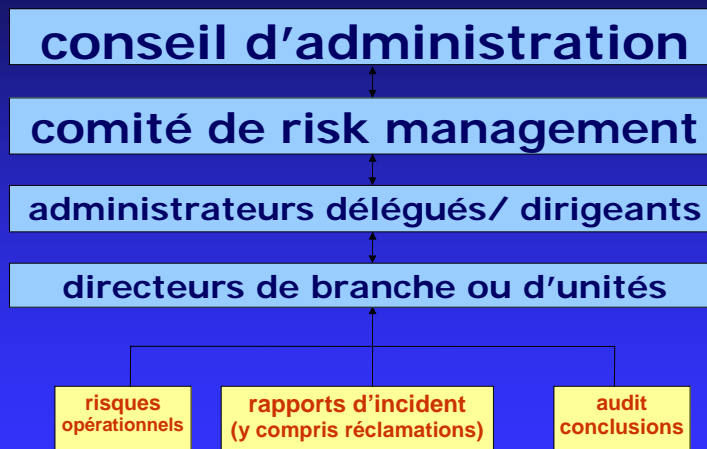 conseil d'administration
comité de risk management
administrateurs délégués/ dirigeants
directeurs de branche ou d'unités
risques
opérationnels
rapports d'incident
(y compris réclamations)
audit
conclusions